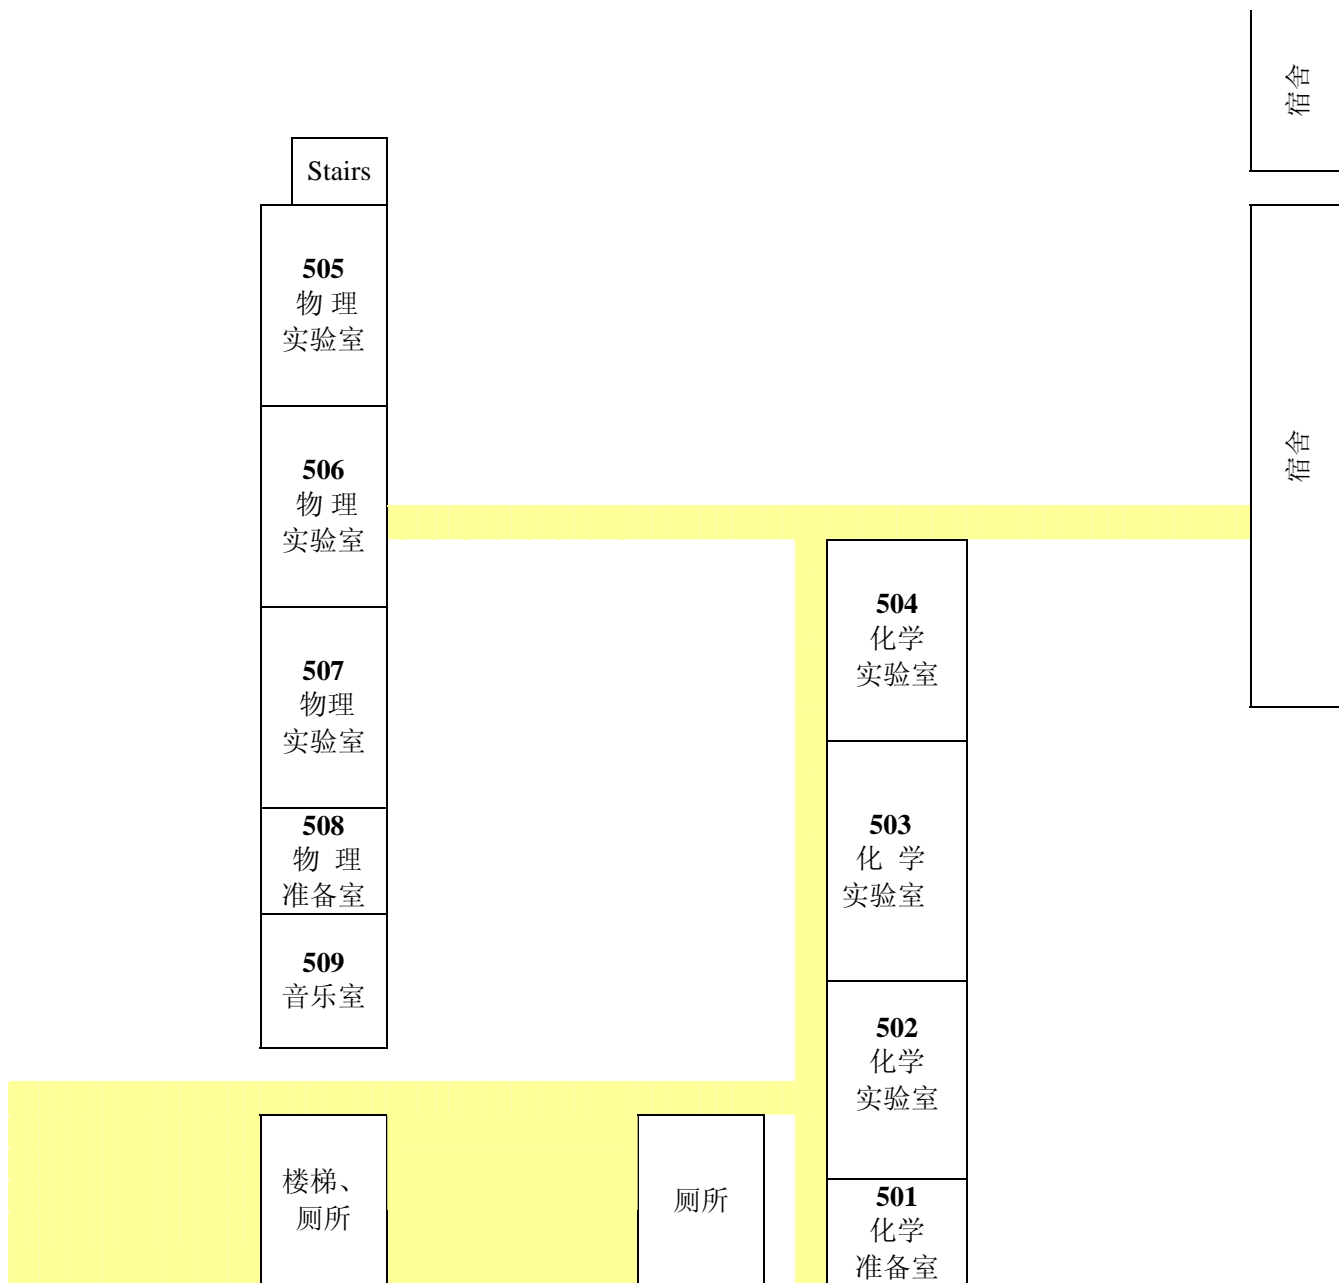 宿舍
Stairs
505
物 理
实验室
506
物 理
实验室
宿舍
507
物理
实验室
504
化学
实验室
508
物 理
准备室
503
化 学
实验室
509
音乐室
502
化学
实验室
楼梯、
厕所
厕所
501
化学
准备室